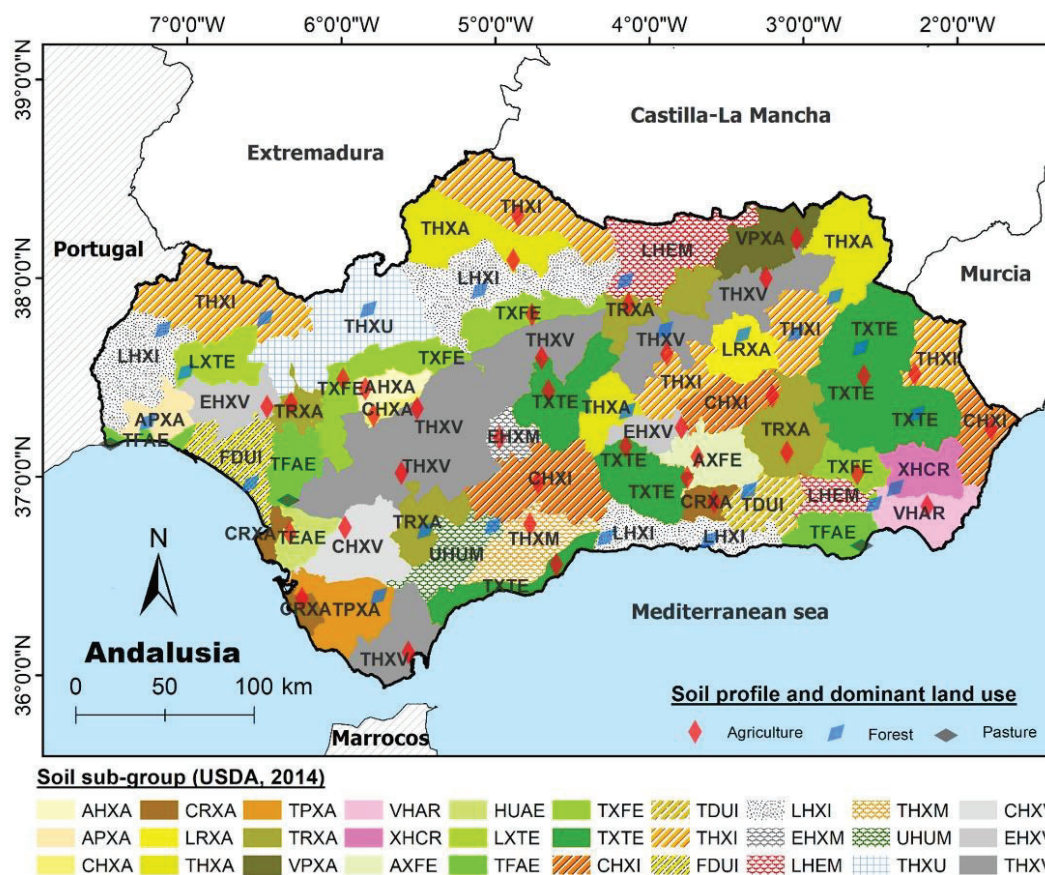 7°0'0"W 6°0'0"W 5°0'0"W 4°0'0"W 3°0'0"W 2°0'0"W
39°0'0"N
Castilla-La Mancha
Extremadura
THXI
THXA
LHEM VPXA THXA
Portugal
38°0'0"N
LHXI
Murcia
THXI
THXV
THXU
TXFE TRXA
TXTE
LHXI
THXV THXV THXI
LXTE
TXFE
LRXA
THXI
TXFE AHXA
THXI
TXTE
EHXV
TRXA
CHXA
TXTE THXA
CHXI
APXA
THXV
EHXV
TXTE
CHXI
TFAE
EHXM
TRXA
FDUI
TFAE
TXTE AXFE
TXFE XHCR
37°0'0"N
THXV
CHXI
TXTE
CRXA TDUI LHEM
CRXA TEAE
TRXA
LHXI LHXI
TFAE
VHAR
CHXV
UHUM
THXM
N
TXTE
CRXA TPXA
Mediterranean sea
Andalusia
THXV
0 50 100 km
36°0'0"N
Soil profile and dominant land use
Agriculture Forest Pasture
Marrocos
Soil sub-group (USDA, 2014)
AHXA CRXA TPXA VHAR HUAE TXFE TDUI LHXI THXM CHXV
APXA LRXA TRXA XHCR LXTE TXTE THXI EHXM UHUM EHXV
CHXA THXA VPXA AXFE TFAE CHXI FDUI LHEM THXU THXV